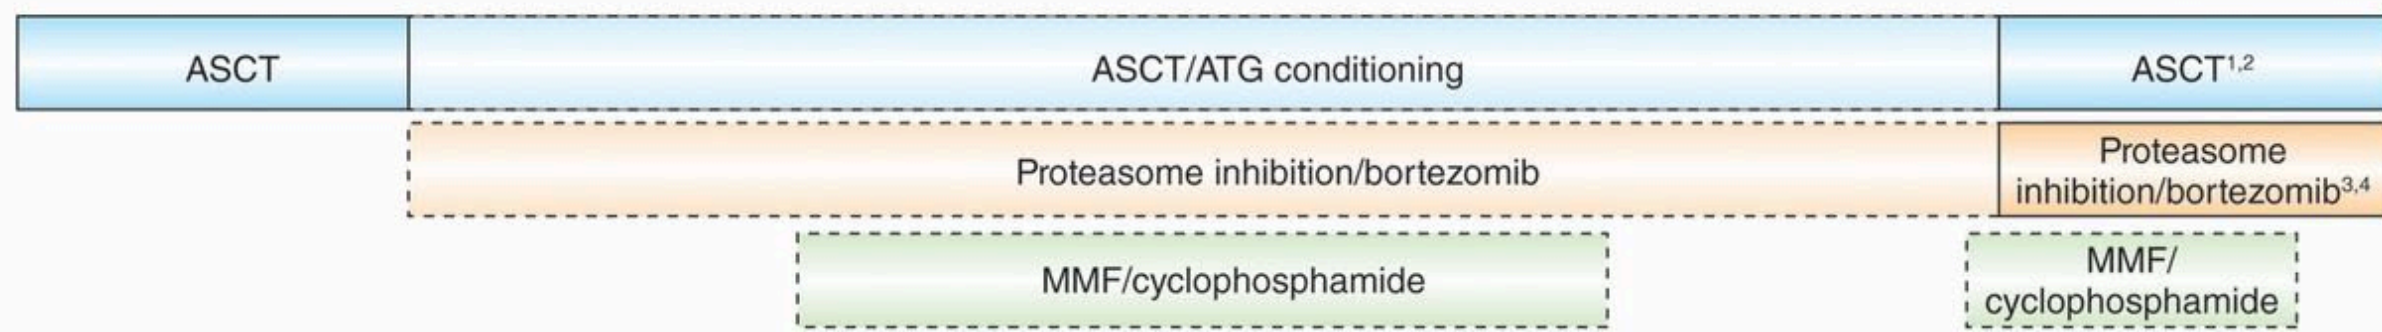 ASCT
ASCT/ATG conditioning
ASCT1,2
Proteasome inhibition/bortezomib
Proteasome
inhibition/bortezomib3,4
MMF/cyclophosphamide
MMF/
cyclophosphamide